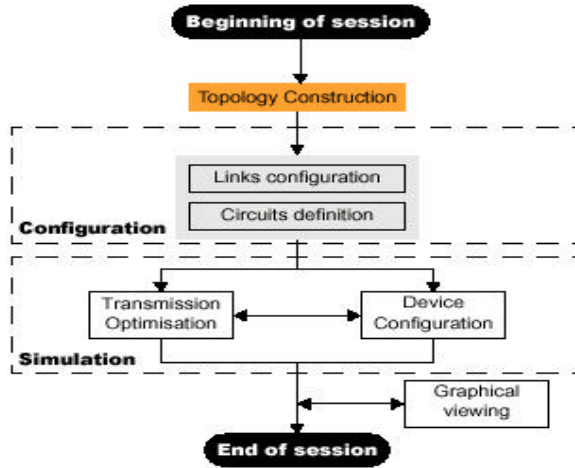 Beginning of session
Topology Construction
Links configuration
Circuits definition
Configuration
Transmission
Optimisation
Device
Configuration
Simulation
Graphical
viewing
End of session